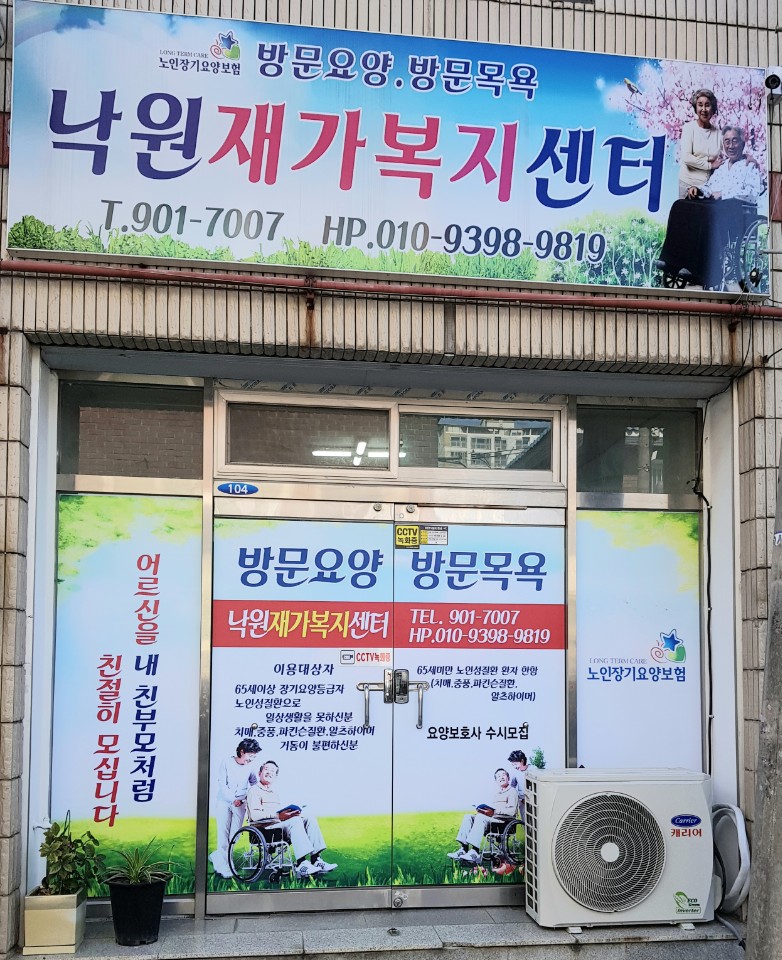 LONG TERM CARE
노인장기요양보험
방문요양.방문목욕
낙원재가복지센터
T.901-7007 HP.010-9398-9819
104
CCTV
녹화중
어르신을 내 친부모처럼
친절히 모십니다
방문요양 방문목욕
낙원재가복지센터
TEL. 901-7007
HP.010-9398-9819
CCTV녹화중
이용대상자
65세이상 장기요양등급자
노인성질환으로
일상생활을 못하신분
치매,중풍,파킨슨질환,알츠하이머
거동이 불편하신분
65세미만 노인성질환 환자 한함
(치매,중풍,파킨슨질환,
알츠하이머)
요양보호사 수시모집
LONG TERM CARE
노인장기요양보험
Carrier
캐리어
ECO
Green
Inverter